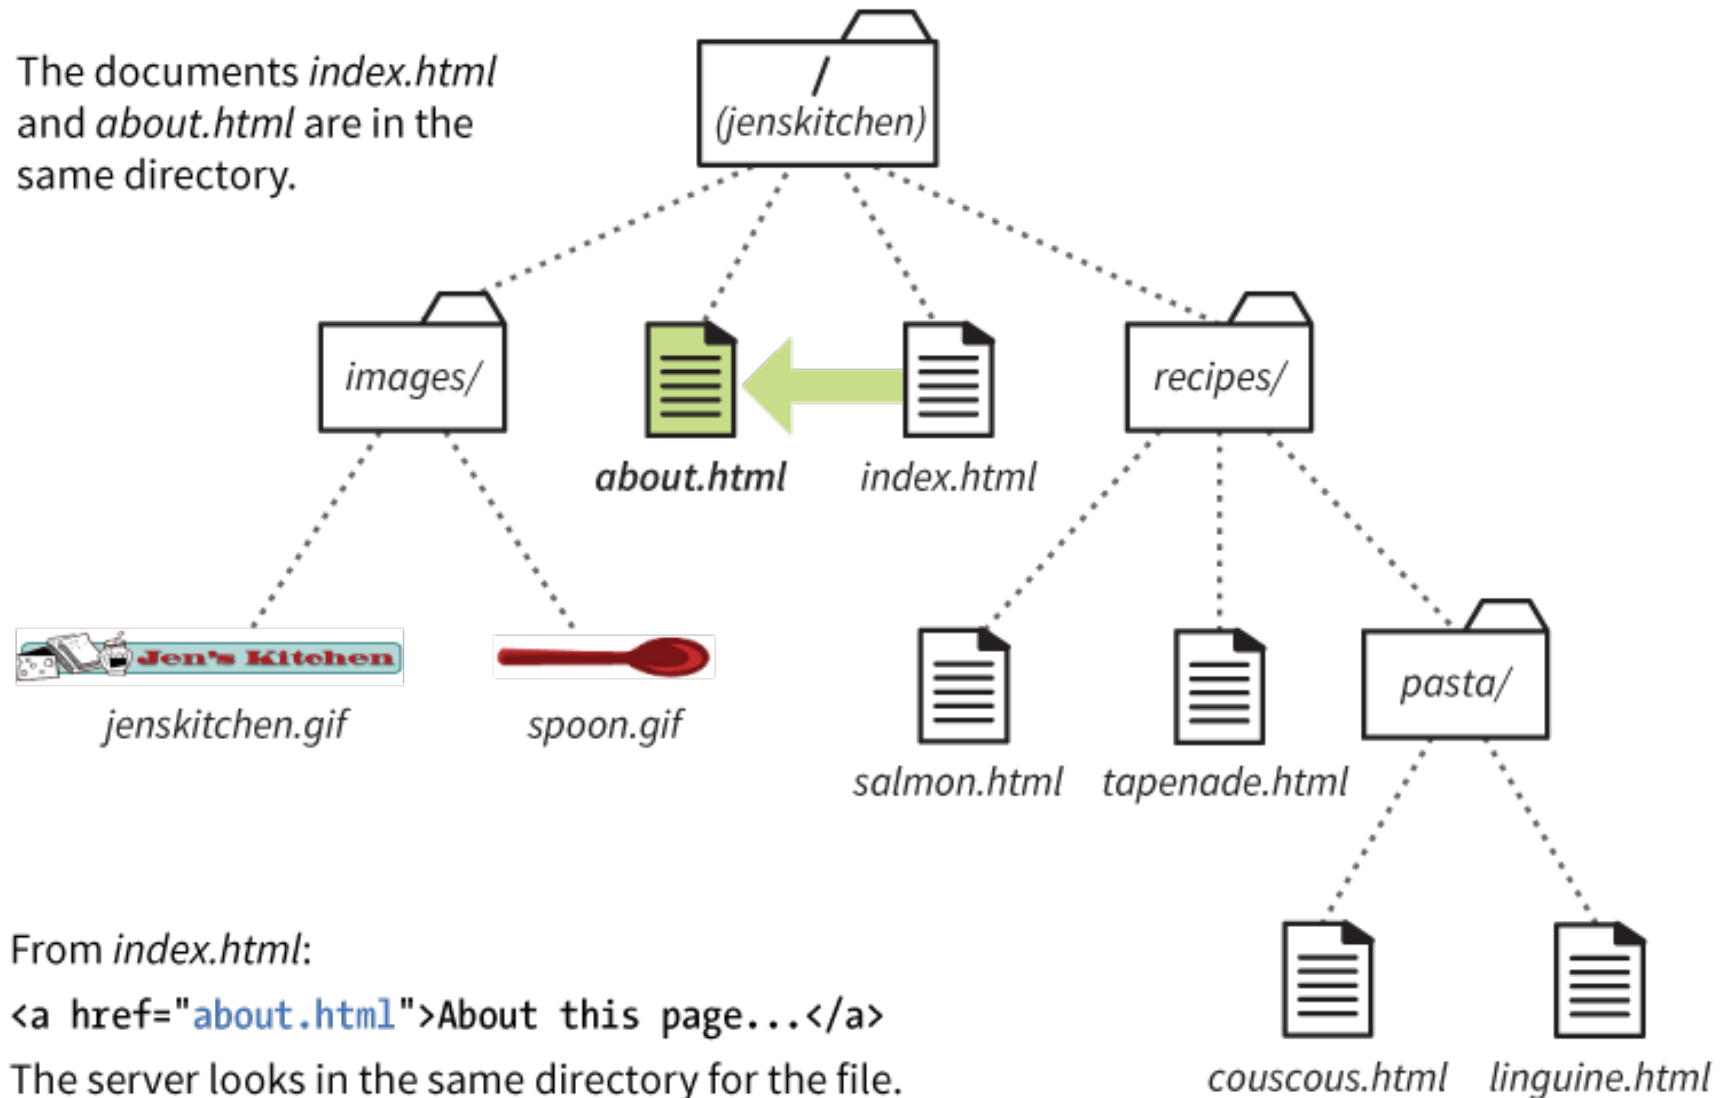 The documents index.html
and about.html are in the
same directory.
/
(jenskitchen)
images/
about.html
index.html
recipes/
Jen's Kitchen
jenskitchen.gif
spoon.gif
salmon.html
tapenade.html
pasta/
couscous.html
linguine.html
From index.html:
<a href="about.html">About this page...</a>
The server looks in the same directory for the file.